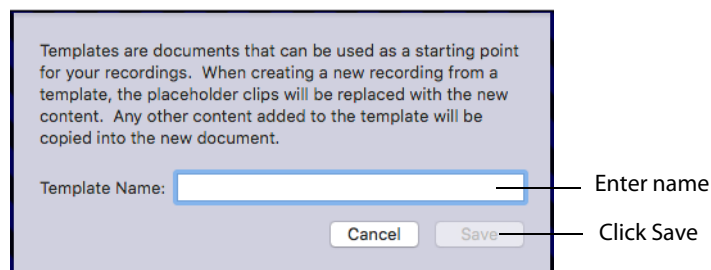 Templates are documents that can be used as a starting point
for your recordings.  When creating a new recording from a
template, the placeholder clips will be replaced with the new
content.  Any other content added to the template will be
copied into the new document.
Template Name:
Enter name
Cancel
Save
Click Save